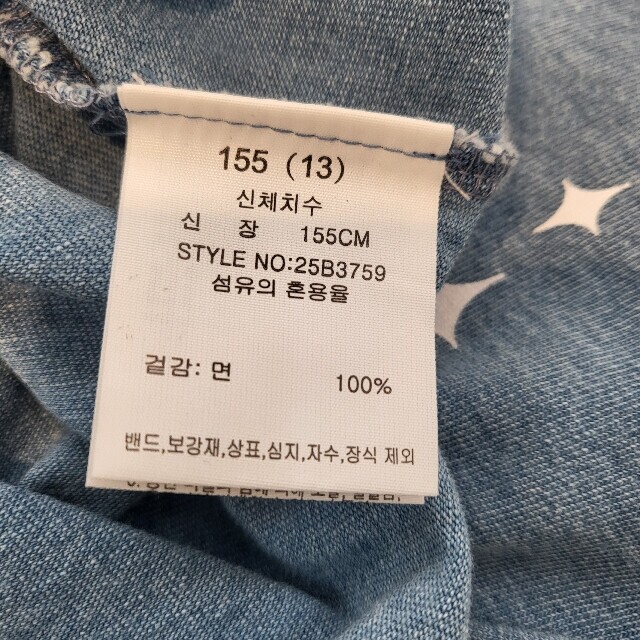 155 (13)
신체치수
신 장 155CM
STYLE NO:25B3759
섬유의 혼용율
겉감: 면 100%
밴드,보강재,상표,심지,자수,장식 제외